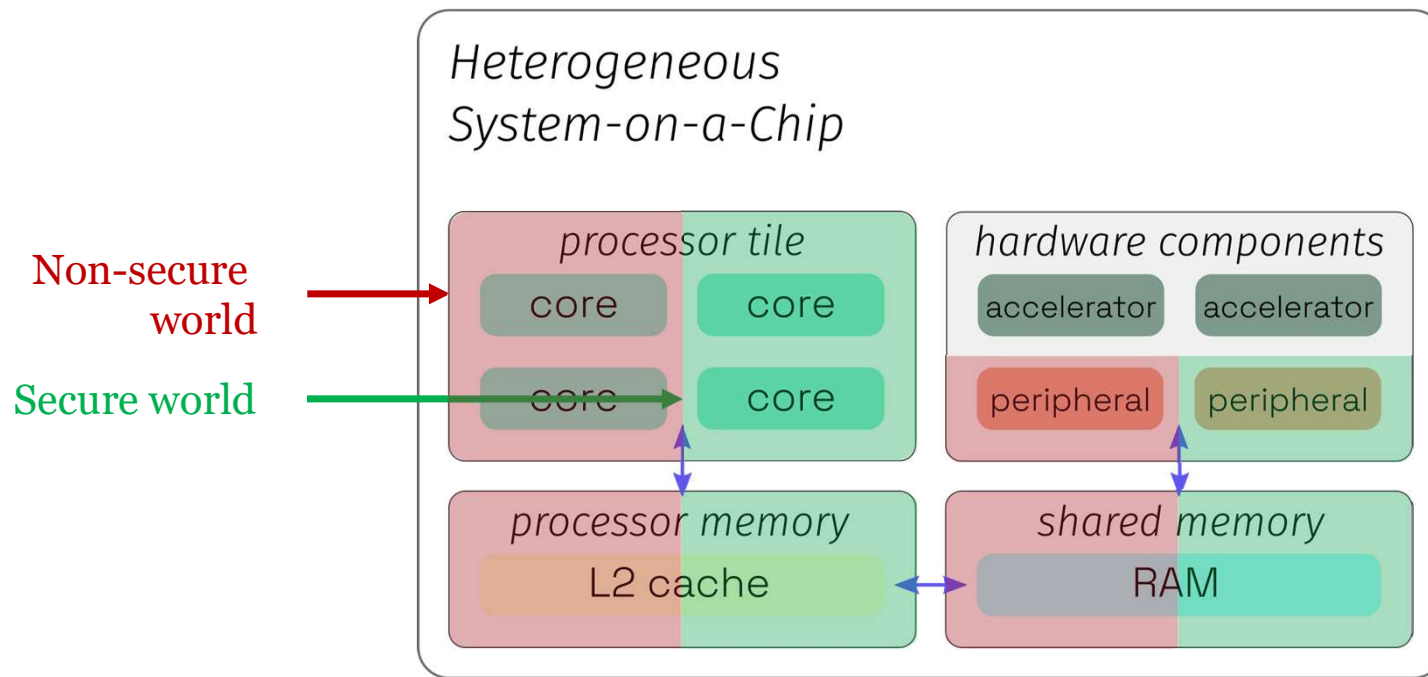 Heterogeneous
System-on-a-Chip
Non-secure
world
Secure world
processor tile
core core
core core
hardware components
accelerator accelerator
peripheral peripheral
processor memory
L2 cache
shared memory
RAM